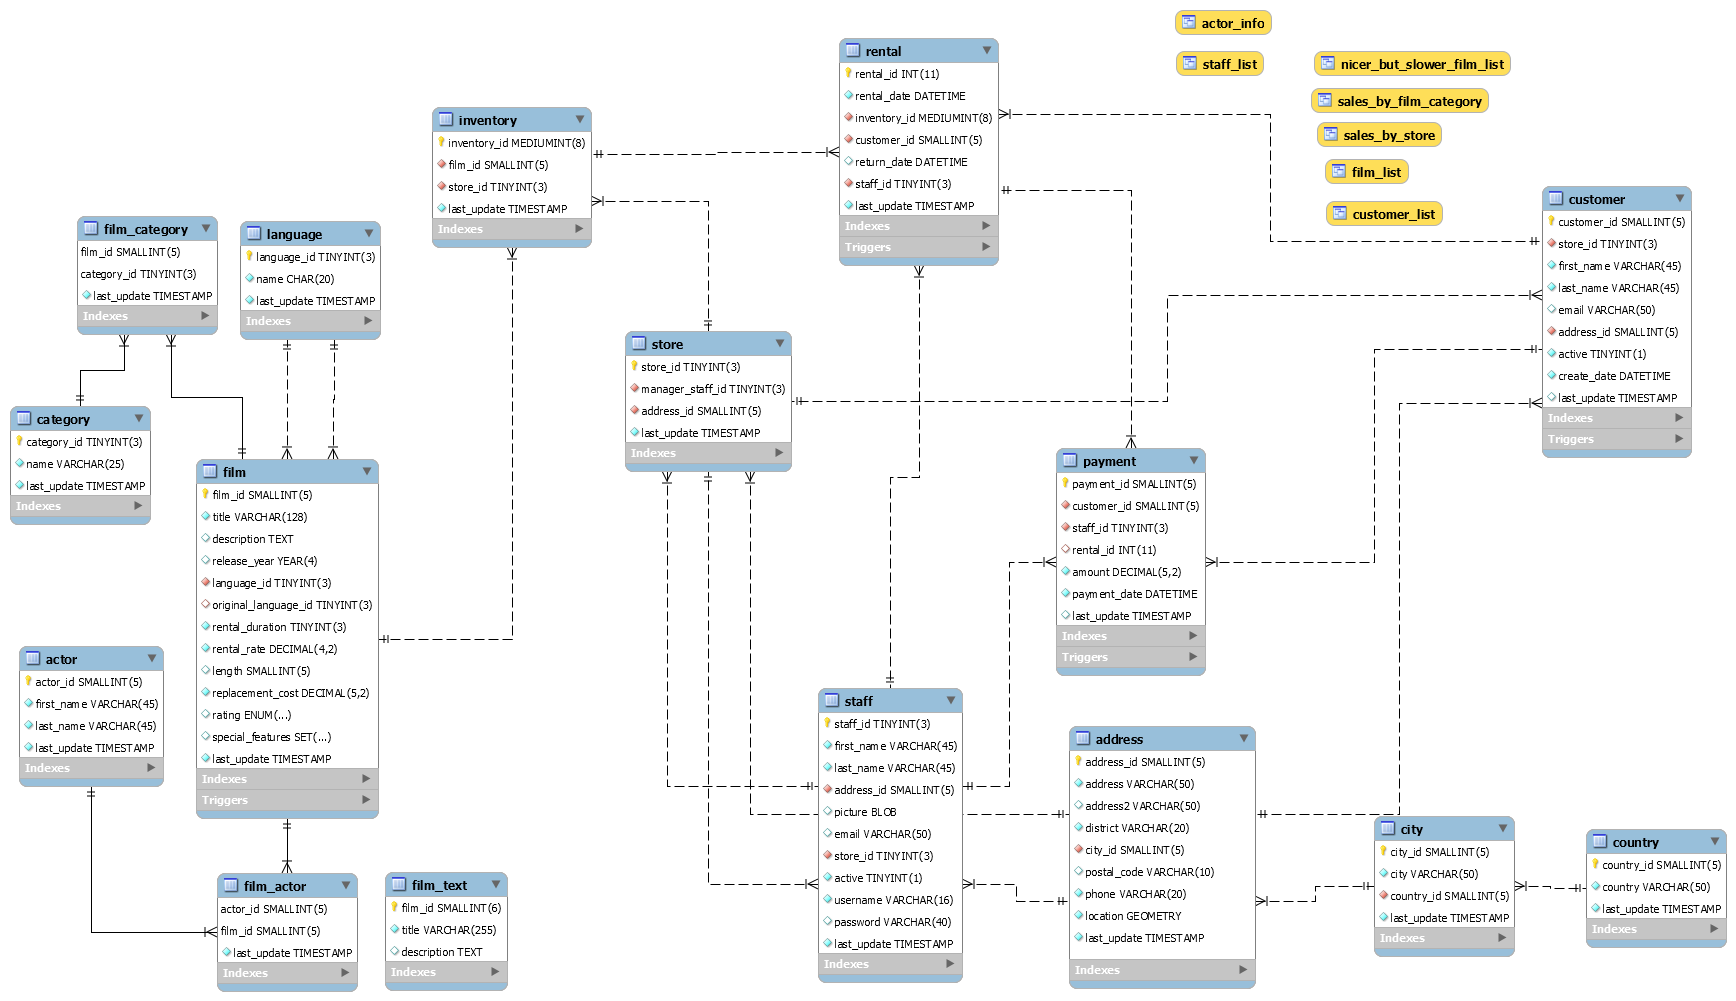 actor_info
staff_list
nicer_but_slower_film_list
sales_by_film_category
sales_by_store
film_list
customer_list
rental
rental_id INT(11)
rental_date DATETIME
inventory_id MEDIUMINT(8)
customer_id SMALLINT(5)
return_date DATETIME
staff_id TINYINT(3)
last_update TIMESTAMP
Indexes
Triggers
inventory
inventory_id MEDIUMINT(8)
film_id SMALLINT(5)
store_id TINYINT(3)
last_update TIMESTAMP
Indexes
customer
customer_id SMALLINT(5)
store_id TINYINT(3)
first_name VARCHAR(45)
last_name VARCHAR(45)
email VARCHAR(50)
address_id SMALLINT(5)
active TINYINT(1)
create_date DATETIME
last_update TIMESTAMP
Indexes
Triggers
film_category
film_id SMALLINT(5)
category_id TINYINT(3)
last_update TIMESTAMP
Indexes
language
language_id TINYINT(3)
name CHAR(20)
last_update TIMESTAMP
Indexes
store
store_id TINYINT(3)
manager_staff_id TINYINT(3)
address_id SMALLINT(5)
last_update TIMESTAMP
Indexes
category
category_id TINYINT(3)
name VARCHAR(25)
last_update TIMESTAMP
Indexes
film
film_id SMALLINT(5)
title VARCHAR(128)
description TEXT
release_year YEAR(4)
language_id TINYINT(3)
original_language_id TINYINT(3)
rental_duration TINYINT(3)
rental_rate DECIMAL(4,2)
length SMALLINT(5)
replacement_cost DECIMAL(5,2)
rating ENUM(...)
special_features SET(...)
last_update TIMESTAMP
Indexes
Triggers
payment
payment_id SMALLINT(5)
customer_id SMALLINT(5)
staff_id TINYINT(3)
rental_id INT(11)
amount DECIMAL(5,2)
payment_date DATETIME
last_update TIMESTAMP
Indexes
Triggers
actor
actor_id SMALLINT(5)
first_name VARCHAR(45)
last_name VARCHAR(45)
last_update TIMESTAMP
Indexes
staff
staff_id TINYINT(3)
first_name VARCHAR(45)
last_name VARCHAR(45)
address_id SMALLINT(5)
picture BLOB
email VARCHAR(50)
store_id TINYINT(3)
active TINYINT(1)
username VARCHAR(16)
password VARCHAR(40)
last_update TIMESTAMP
Indexes
address
address_id SMALLINT(5)
address VARCHAR(50)
address2 VARCHAR(50)
district VARCHAR(20)
city_id SMALLINT(5)
postal_code VARCHAR(10)
phone VARCHAR(20)
location GEOMETRY
last_update TIMESTAMP
Indexes
city
city_id SMALLINT(5)
city VARCHAR(50)
country_id SMALLINT(5)
last_update TIMESTAMP
Indexes
country
country_id SMALLINT(5)
country VARCHAR(50)
last_update TIMESTAMP
Indexes
film_actor
actor_id SMALLINT(5)
film_id SMALLINT(5)
last_update TIMESTAMP
Indexes
film_text
film_id SMALLINT(6)
title VARCHAR(255)
description TEXT
Indexes